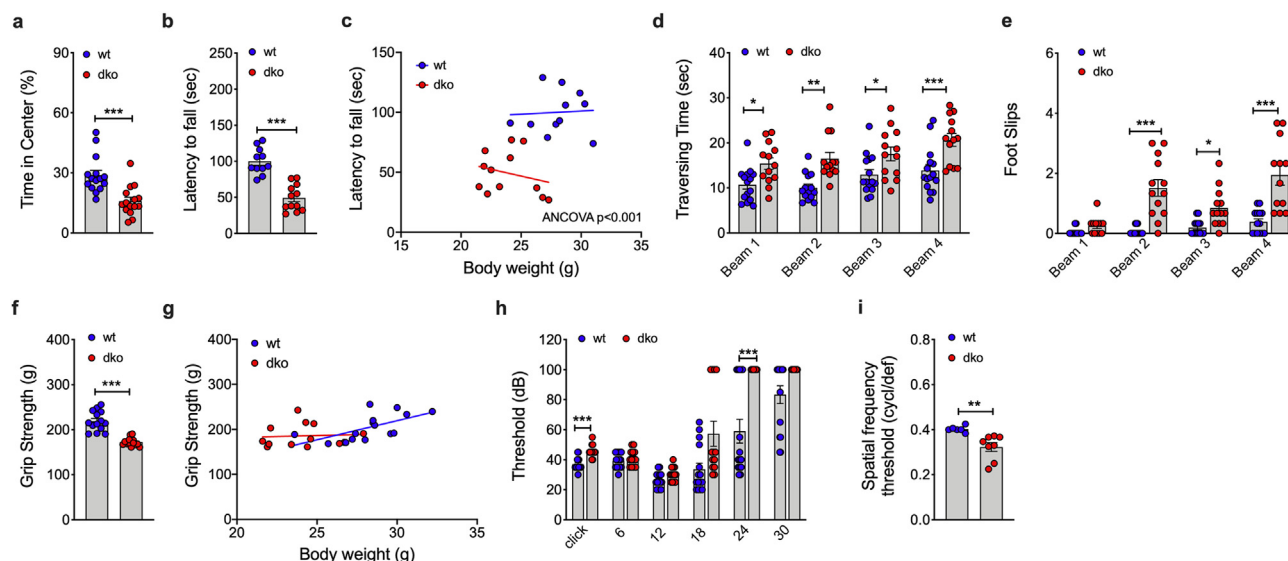 a
Time in Center (%)
90
60
30
0
wt
dko
***
b
Latency to fall (sec)
250
200
150
100
50
0
wt
dko
***
c
Latency to fall (sec)
150
100
50
0
wt
dko
ANCOVA p<0.001
15 25 30 35
20
Body weight (g)
d
Traversing Time (sec)
40
30
20
10
0
wt dko
* ** * ***
Beam 1 Beam 2 Beam 3 Beam 4
e
Foot Slips
6
4
2
0
wt
dko
*** * ***
Beam 1 Beam 2 Beam 3 Beam 4
f
Grip Strength (g)
400
300
200
100
0
wt
dko
***
g
Grip Strength (g)
400
300
200
100
0
wt
dko
20 25 30 35
Body weight (g)
h
Threshold (dB)
120
100
80
60
40
20
0
wt dko
*** ***
click 6 12 18 24 30
i
Spatial frequency
threshold (cycl/def)
0.8
0.6
0.4
0.2
0.0
wt
dko
**